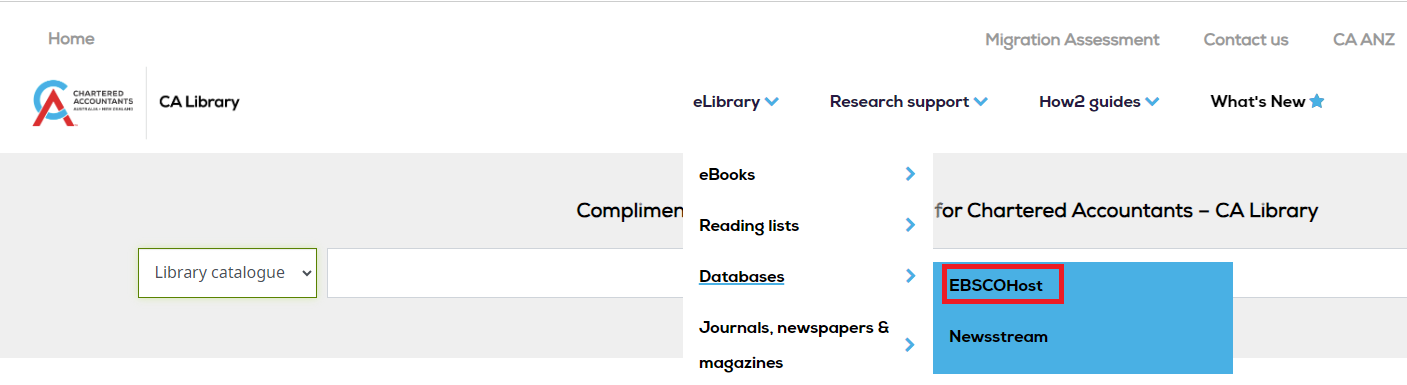 Home
Migration Assessment
Contact us
CA ANZ
CHARTERED
ACCOUNTANTS
AUSTRALIA + NEW ZEALAND
CA Library
eLibrary
Research support
How2 guides
What's New
eBooks
Complimen
for Chartered Accountants – CA Library
Reading lists
Library catalogue
Databases
EBSCOHost
Newsstream
Journals, newspapers &
magazines